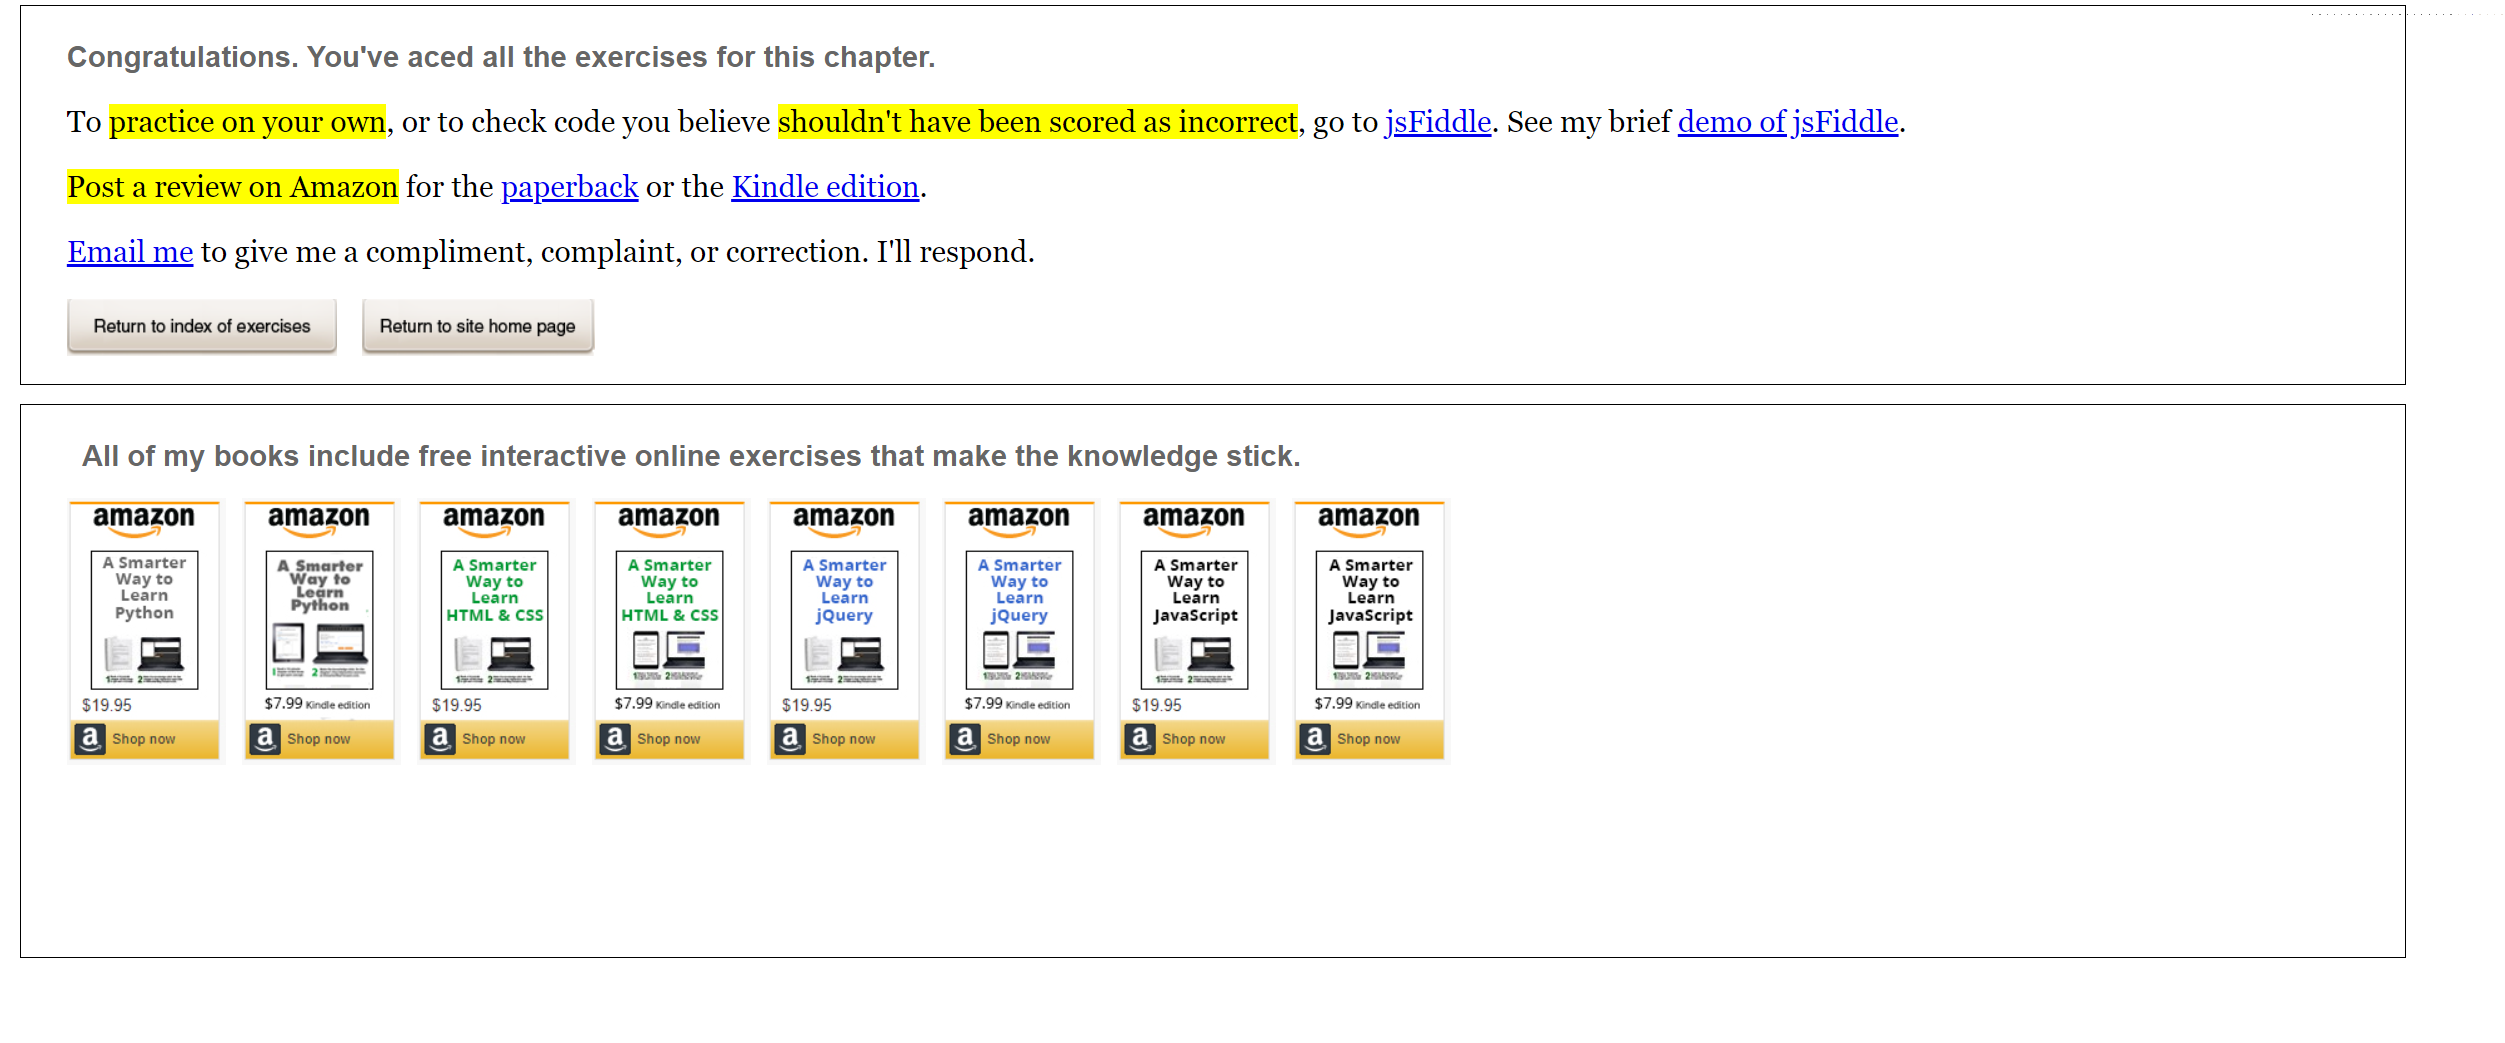 Congratulations. You've aced all the exercises for this chapter.
To practice on your own, or to check code you believe shouldn't have been scored as incorrect, go to jsFiddle. See my brief demo of jsFiddle.
Post a review on Amazon for the paperback or the Kindle edition.
Email me to give me a compliment, complaint, or correction. I'll respond.
Return to index of exercises
Return to site home page
All of my books include free interactive online exercises that make the knowledge stick.
amazon
A Smarter
Way to
Learn
Python
$19.95
a Shop now
amazon
A Smarter
Way to
Learn
Python
$7.99 Kindle edition
a Shop now
amazon
A Smarter
Way to
Learn
HTML & CSS
$19.95
a Shop now
amazon
A Smarter
Way to
Learn
HTML & CSS
$7.99 Kindle edition
a Shop now
amazon
A Smarter
Way to
Learn
jQuery
$19.95
a Shop now
amazon
A Smarter
Way to
Learn
jQuery
$7.99 Kindle edition
a Shop now
amazon
A Smarter
Way to
Learn
JavaScript
$19.95
a Shop now
amazon
A Smarter
Way to
Learn
JavaScript
$7.99 Kindle edition
a Shop now